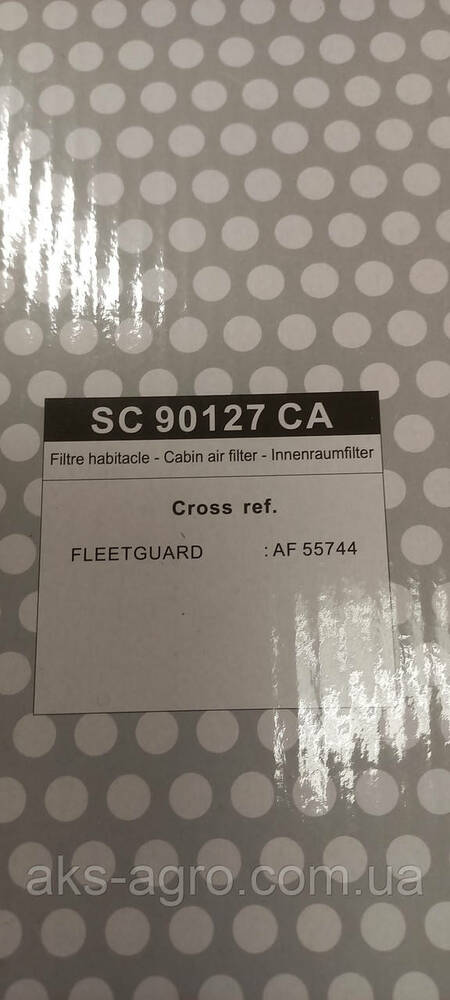 SC 90127 CA
Filtre habitacle - Cabin air filter - Innenraumfilter
Cross ref.
FLEETGUARD : AF 55744
aks-agro.com.ua